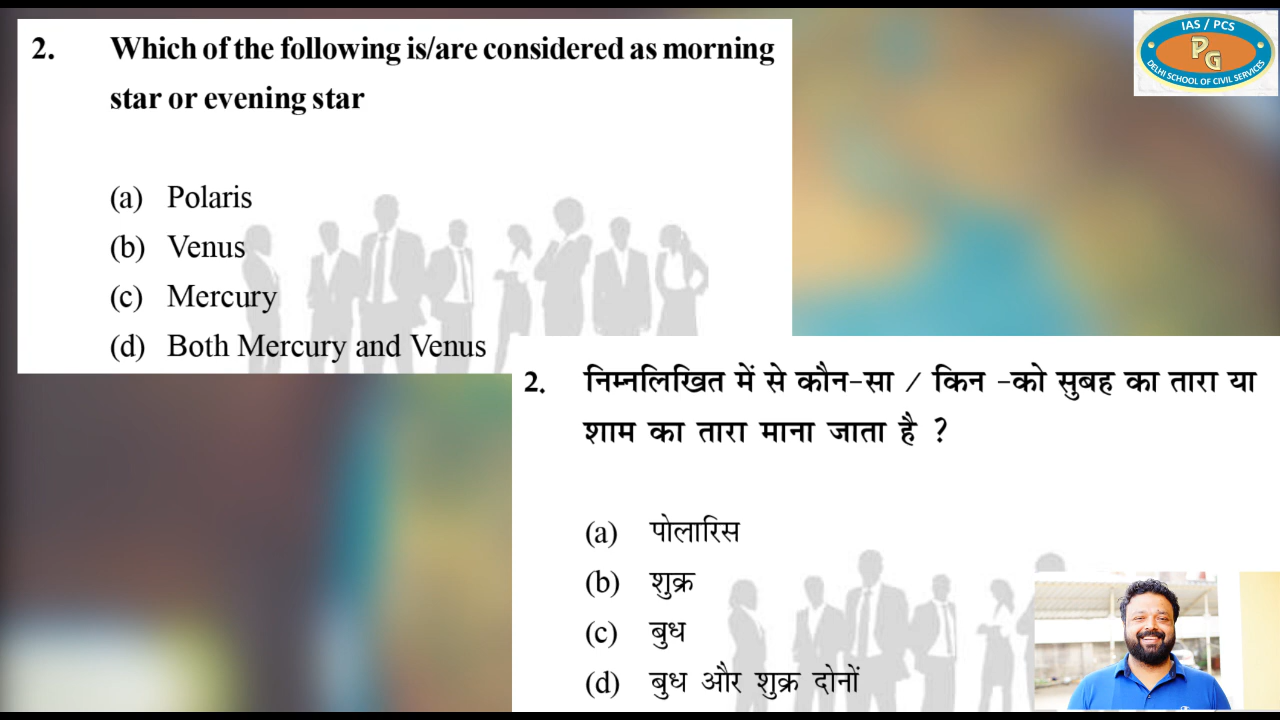 2. Which of the following is/are considered as morning
star or evening star
(a) Polaris
(b) Venus
(c) Mercury
(d) Both Mercury and Venus
IAS / PCS
PG
DELHI SCHOOL OF CIVIL SERVICES
2. निम्नलिखित में से कौन-सा / किन -को सुबह का तारा या
शाम का तारा माना जाता है ?
(a) पोलारिस
(b) शुक्र
(c) बुध
(d) बुध और शुक्र दोनों